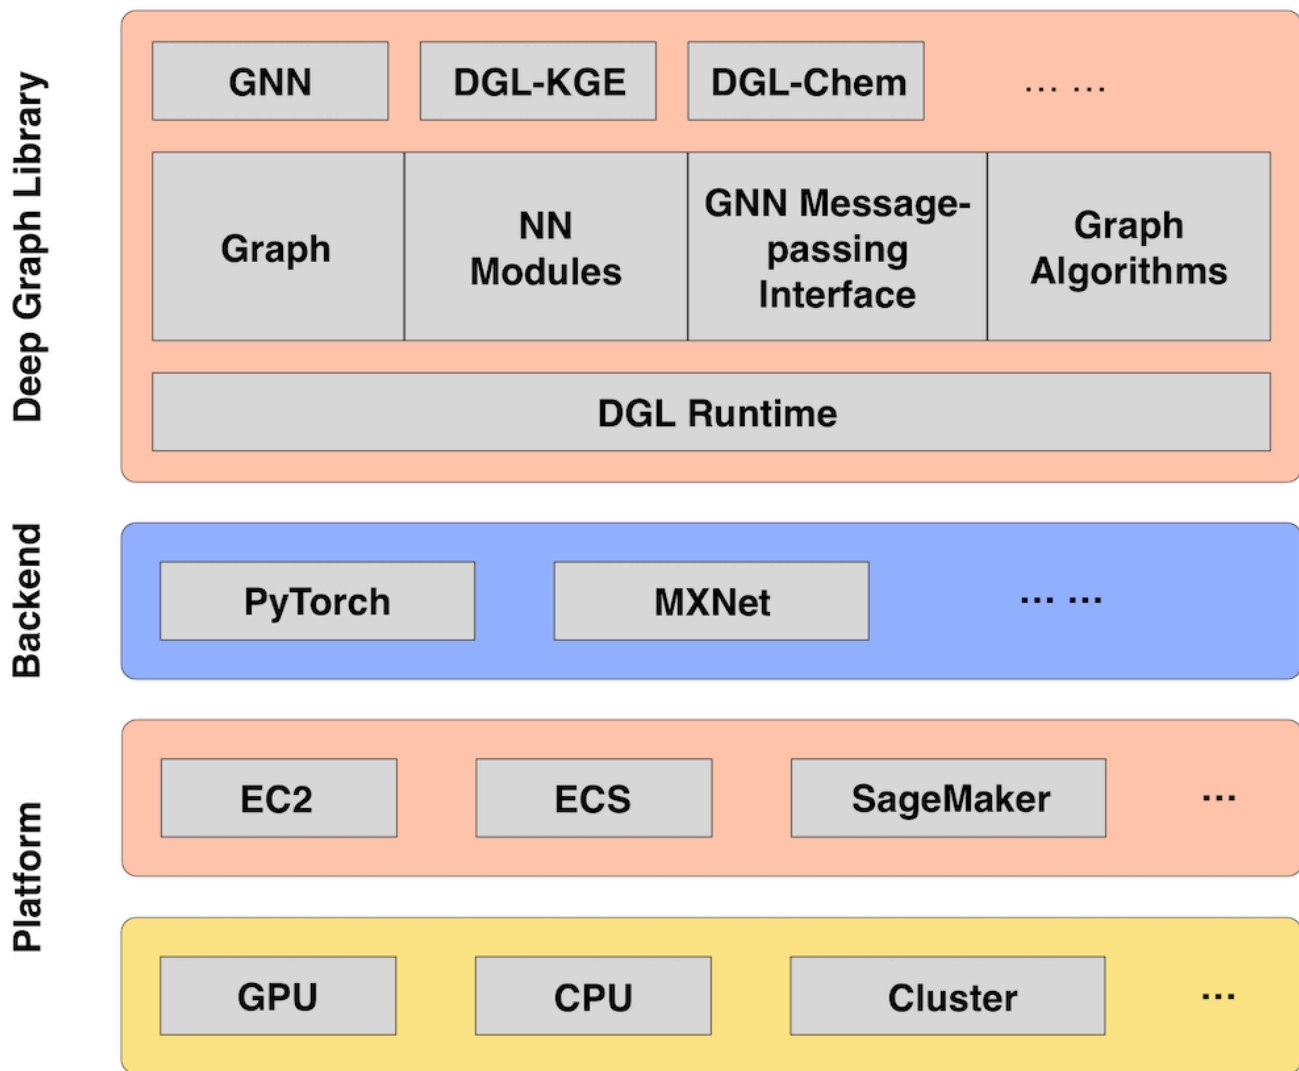 Deep Graph Library
GNN
DGL-KGE
DGL-Chem
... ...
Graph
NN
Modules
GNN Message-
passing
Interface
Graph
Algorithms
DGL Runtime
Backend
PyTorch
MXNet
... ...
Platform
EC2
ECS
SageMaker
...
GPU
CPU
Cluster
...